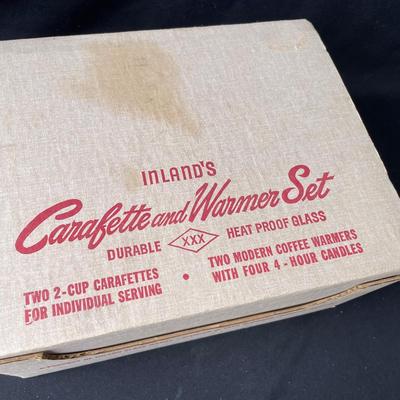 INLAND'S
Carafette and Warmer Set
DURABLE XXX HEAT PROOF GLASS
TWO 2-CUP CARAFETTES
FOR INDIVIDUAL SERVING
•
TWO MODERN COFFEE WARMERS
WITH FOUR 4-HOUR CANDLES